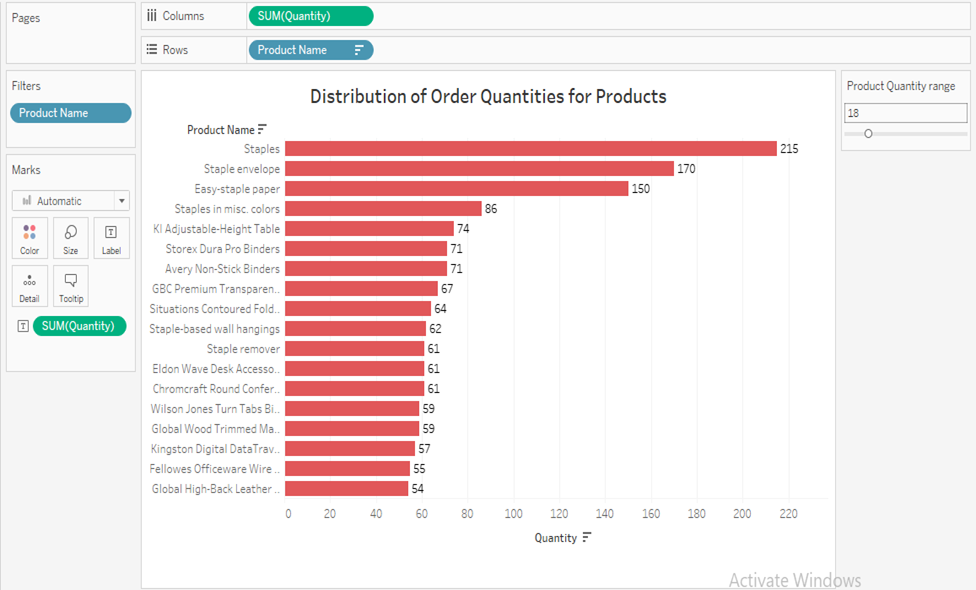 Pages
Columns
SUM(Quantity)
Rows
Product Name
Filters
Product Name
Marks
Automatic
Color
Size
Label
Detail
Tooltip
SUM(Quantity)
Distribution of Order Quantities for Products
Product Name
Staples 215
Staple envelope 170
Easy-staple paper 150
Staples in misc. colors 86
KI Adjustable-Height Table 74
Storex Dura Pro Binders 71
Avery Non-Stick Binders 71
GBC Premium Transparen.. 67
Situations Contoured Fold.. 64
Staple-based wall hangings 62
Staple remover 61
Eldon Wave Desk Accesso.. 61
Chromcraft Round Confer.. 61
Wilson Jones Turn Tabs Bi.. 59
Global Wood Trimmed Ma.. 59
Kingston Digital DataTrav.. 57
Fellowes Officeware Wire .. 55
Global High-Back Leather .. 54
0 20 40 60 80 100 120 140 160 180 200 220
Quantity
Product Quantity range
18
Activate Windows